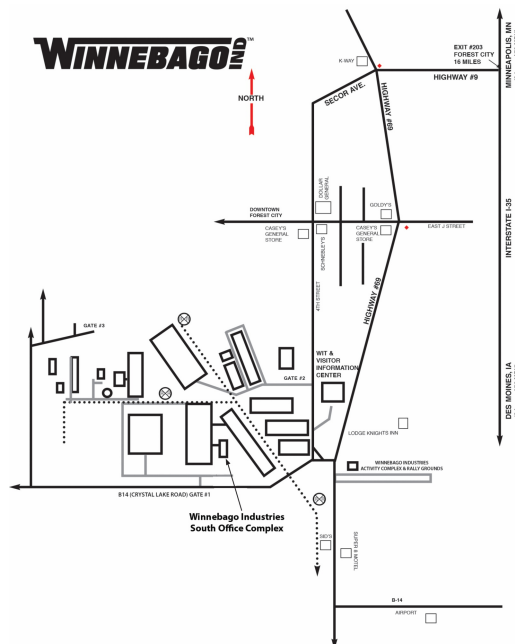 WINNEBAGO IND™
NORTH
K-WAY
EXIT #203
FOREST CITY
16 MILES
HIGHWAY #9
SECOR AVE.
HIGHWAY #69
MINNEAPOLIS, MN
DOLLAR
GENERAL
GOLDY'S
DOWNTOWN
FOREST CITY
EAST J STREET
CASEY'S
GENERAL
STORE
SCHNEBLEY'S
CASEY'S
GENERAL
STORE
INTERSTATE I-35
4TH STREET
HIGHWAY #69
GATE #3
WIT &
VISITOR
INFORMATION
CENTER
GATE #2
DES MOINES, IA
LODGE KNIGHTS INN
WINNEBAGO INDUSTRIES
ACTIVITY COMPLEX & RALLY GROUNDS
B14 (CRYSTAL LAKE ROAD) GATE #1
Winnebago Industries
South Office Complex
SID'S
SUPER 8 MOTEL
B-14
AIRPORT